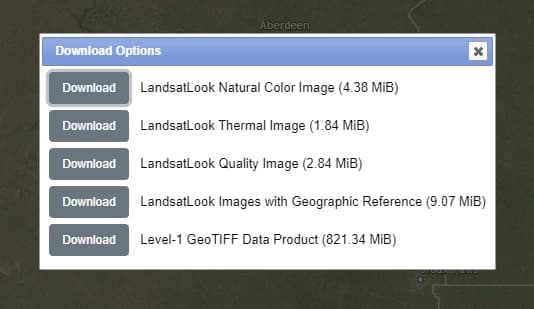 Aberdeen
Download Options
Download LandsatLook Natural Color Image (4.38 MiB)
Download LandsatLook Thermal Image (1.84 MiB)
Download LandsatLook Quality Image (2.84 MiB)
Download LandsatLook Images with Geographic Reference (9.07 MiB)
Download Level-1 GeoTIFF Data Product (821.34 MiB)